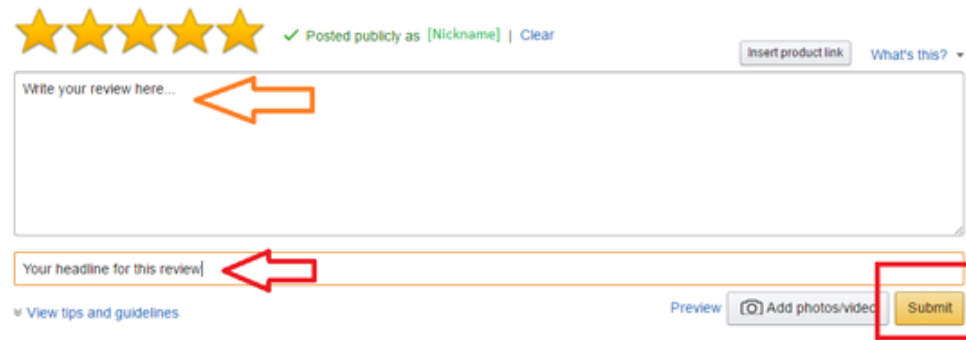 ✓ Posted publicly as [Nickname] | Clear
Insert product link What's this?
Write your review here...
Your headline for this review
View tips and guidelines
Preview Add photos/video Submit